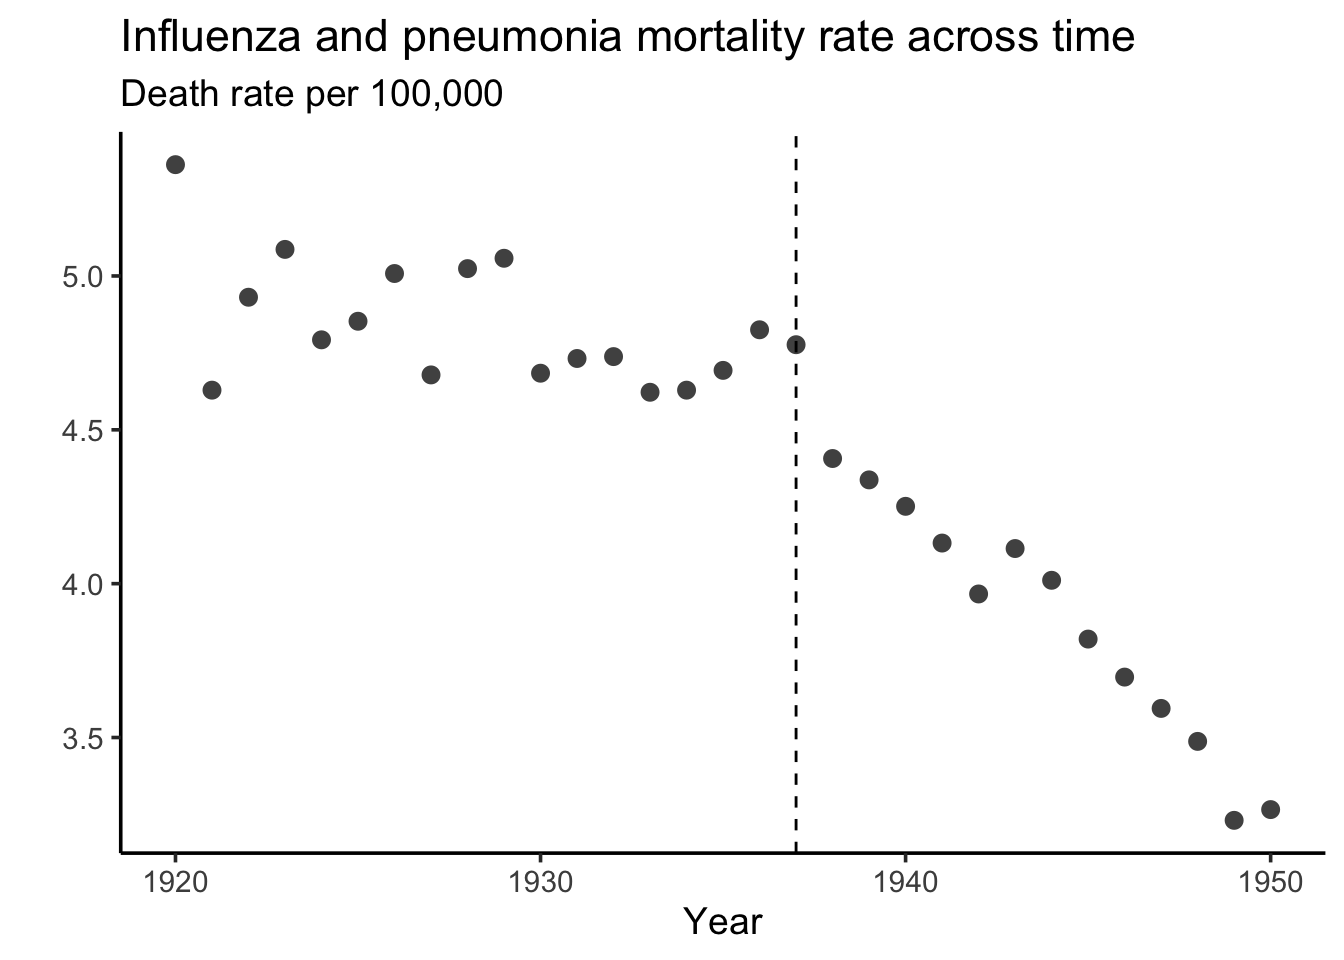 Influenza and pneumonia mortality rate across time
Death rate per 100,000
5.0
4.5
4.0
3.5
1920 1930 1940 1950
Year